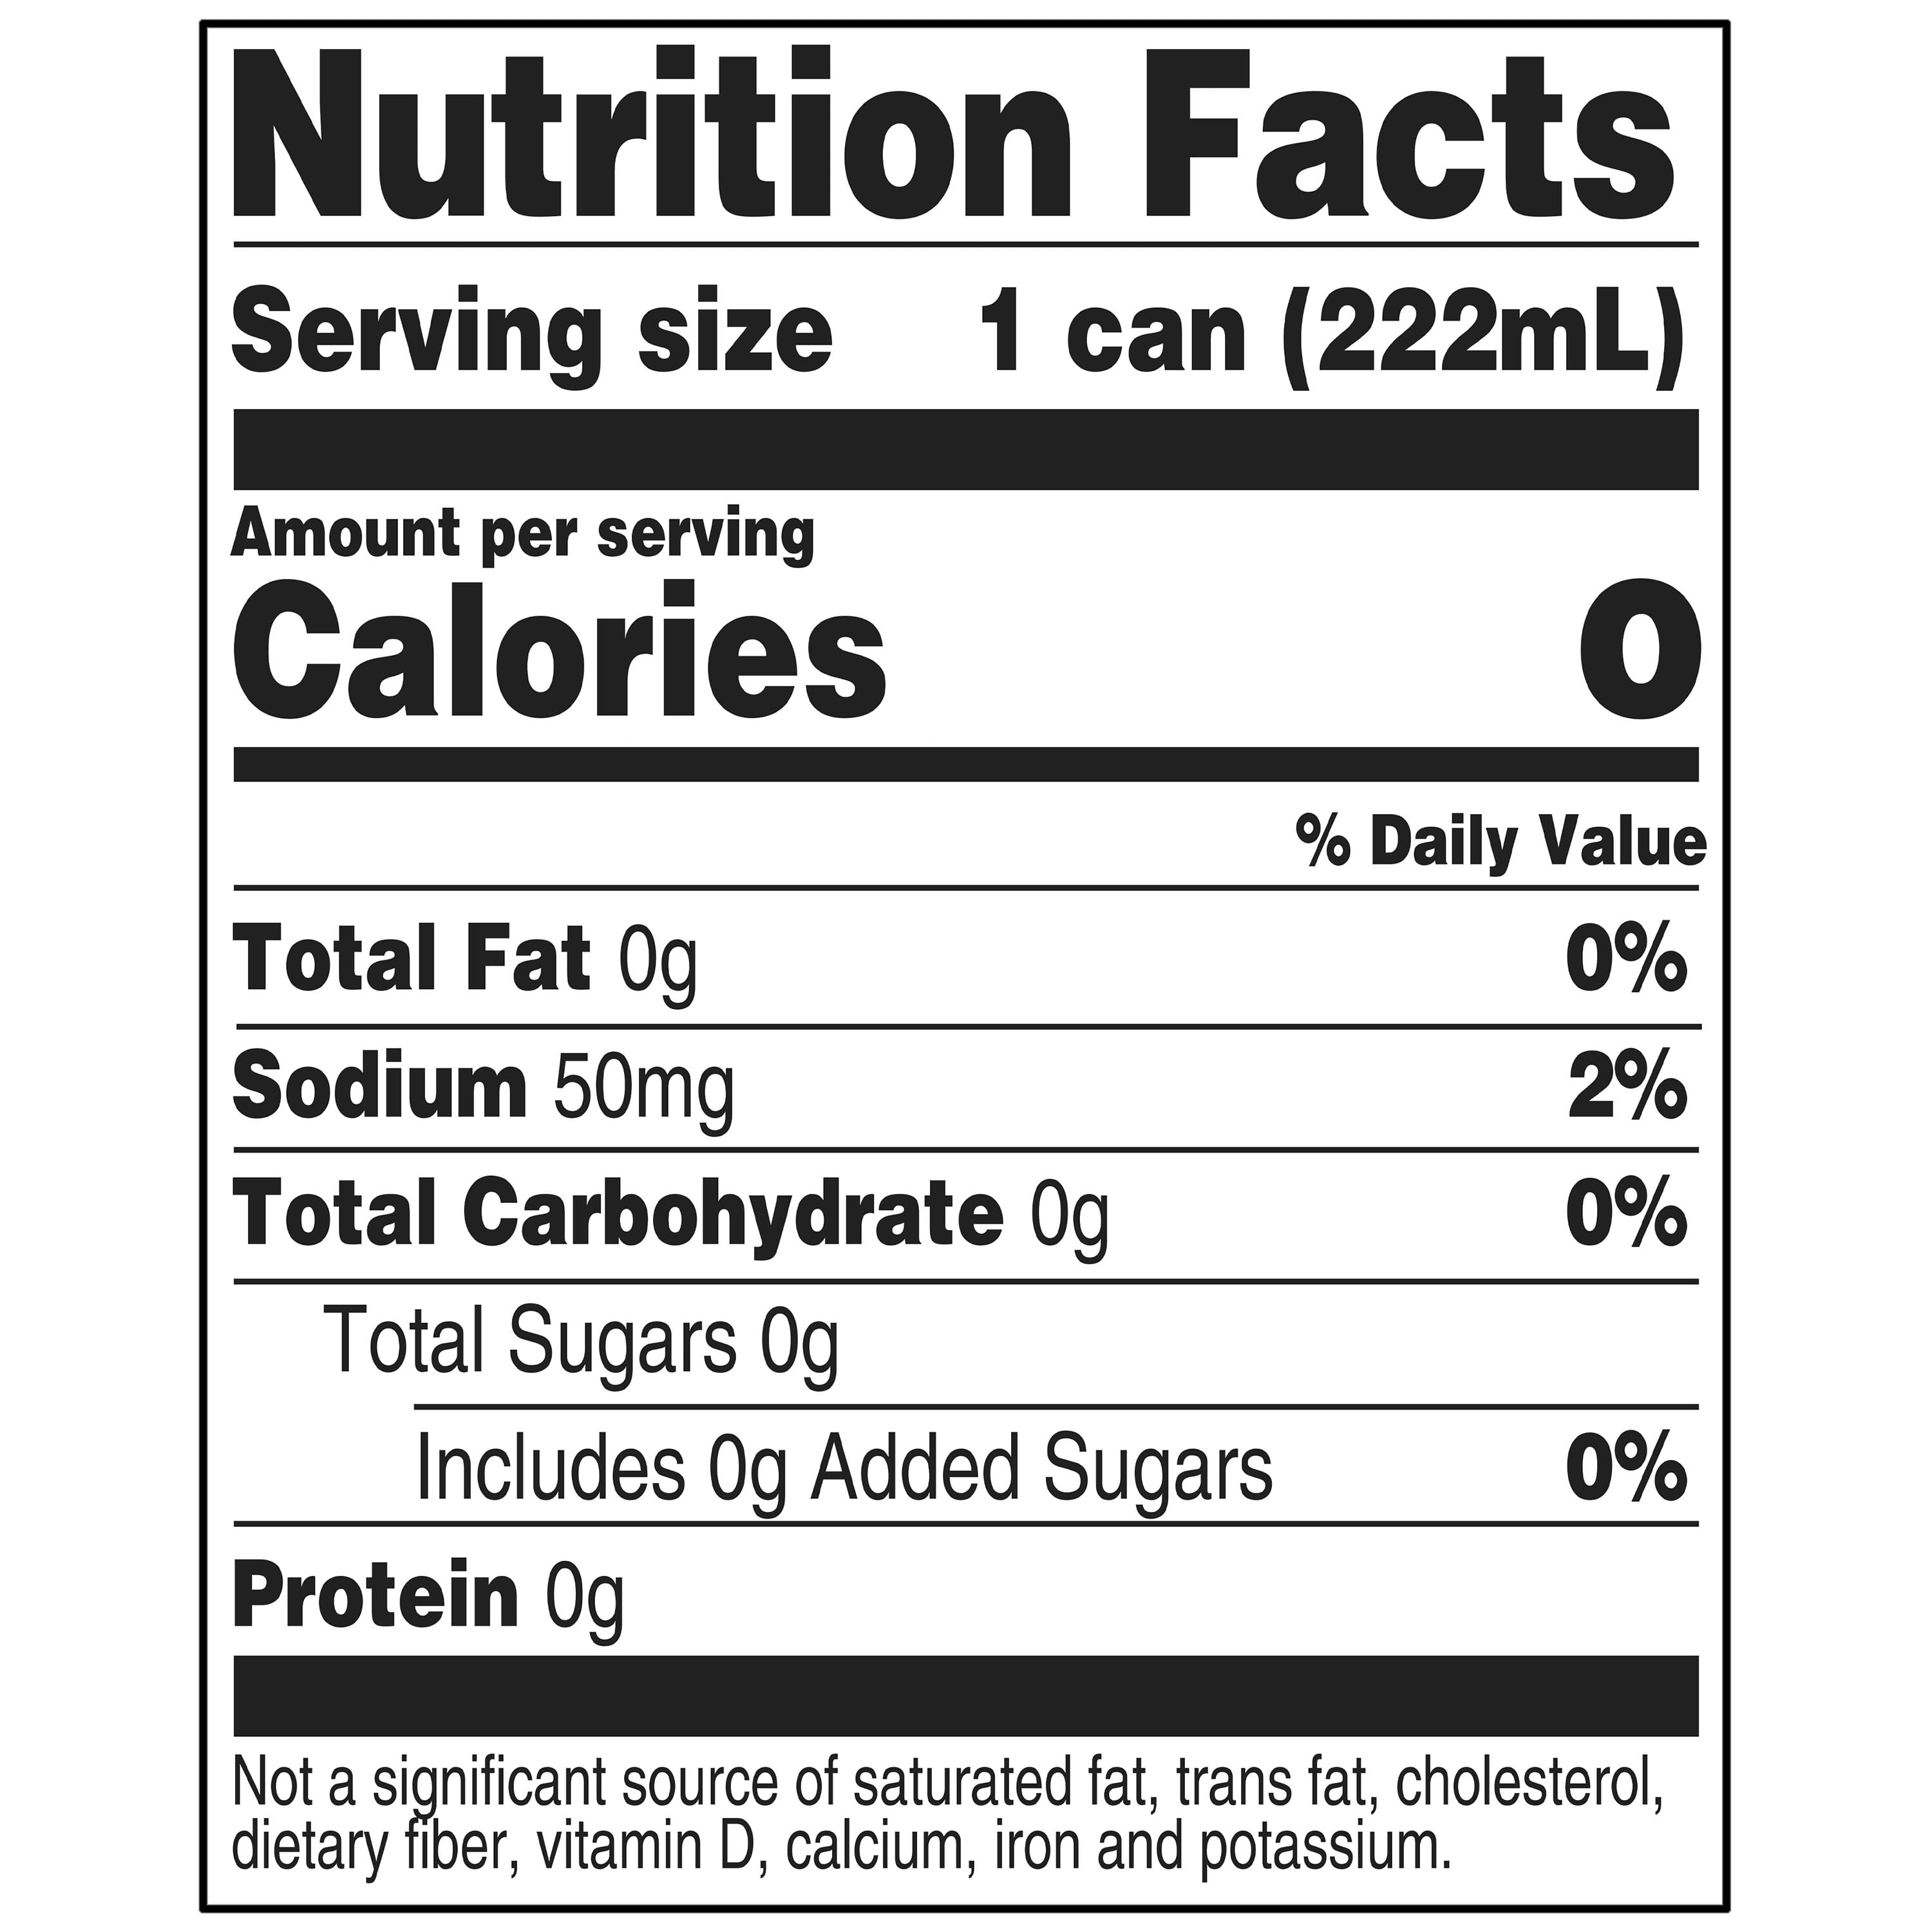 Nutrition Facts
Serving size 1 can (222mL)
Amount per serving
Calories 0
% Daily Value
Total Fat 0g 0%
Sodium 50mg 2%
Total Carbohydrate 0g 0%
Total Sugars 0g
Includes 0g Added Sugars 0%
Protein 0g
Not a significant source of saturated fat, trans fat, cholesterol,
dietary fiber, vitamin D, calcium, iron and potassium.